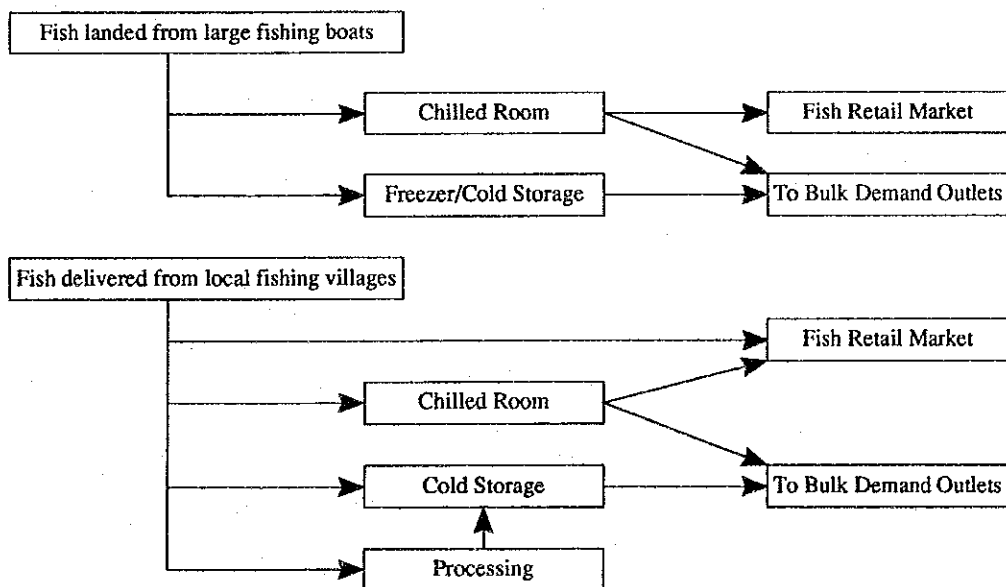 Fish landed from large fishing boats
Chilled Room
Fish Retail Market
Freezer/Cold Storage
To Bulk Demand Outlets
Fish delivered from local fishing villages
Fish Retail Market
Chilled Room
Cold Storage
To Bulk Demand Outlets
Processing